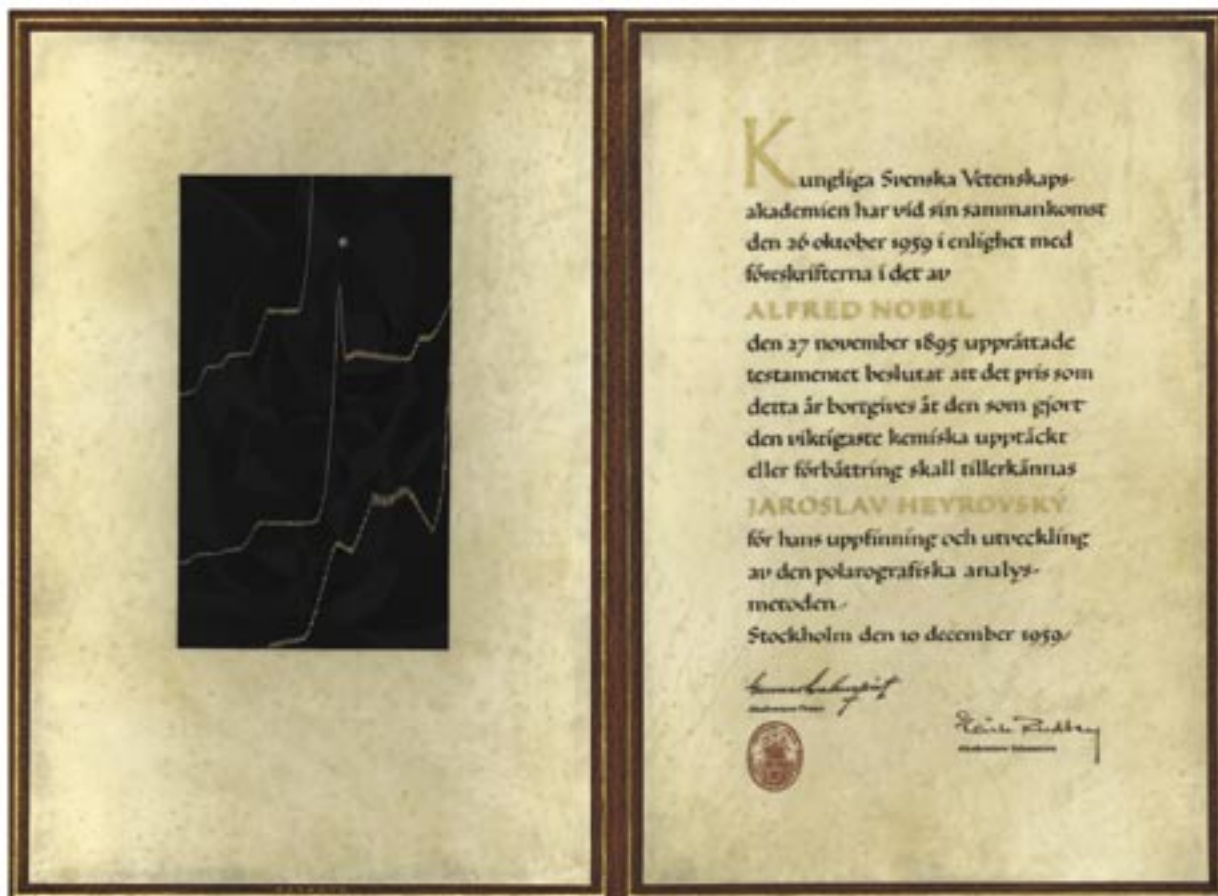 Kungliga Svenska Vetenskaps-
akademien har vid sin sammankomst
den 26 oktober 1959 i enlighet med
föreskrifterna i det av
ALFRED NOBEL
den 27 november 1895 upprättade
testamentet beslutat att det pris som
detta år bortgives åt den som gjort
den viktigaste kemiska upptäckt
eller förbättring skall tillerkännas
JAROSLAV HEYROVSKÝ
för hans uppfinning och utveckling
av den polarografiska analys-
metoden
Stockholm den 10 december 1959